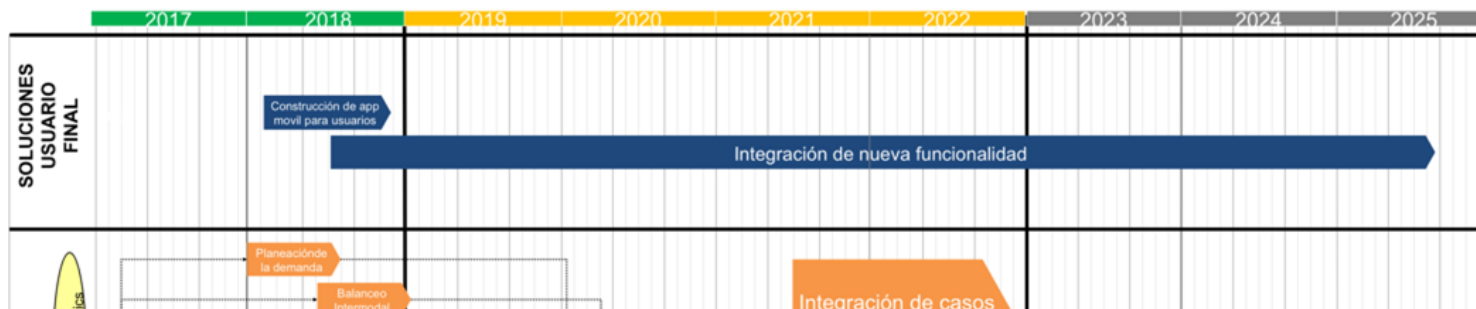 2017 2018 2019 2020 2021 2022 2023 2024 2025
SOLUCIONES
USUARIO
FINAL
Construcción de app
movil para usuarios
Integración de nueva funcionalidad
Planeaciónde
la demanda
Balanceo
Intermodal
Integración de casos